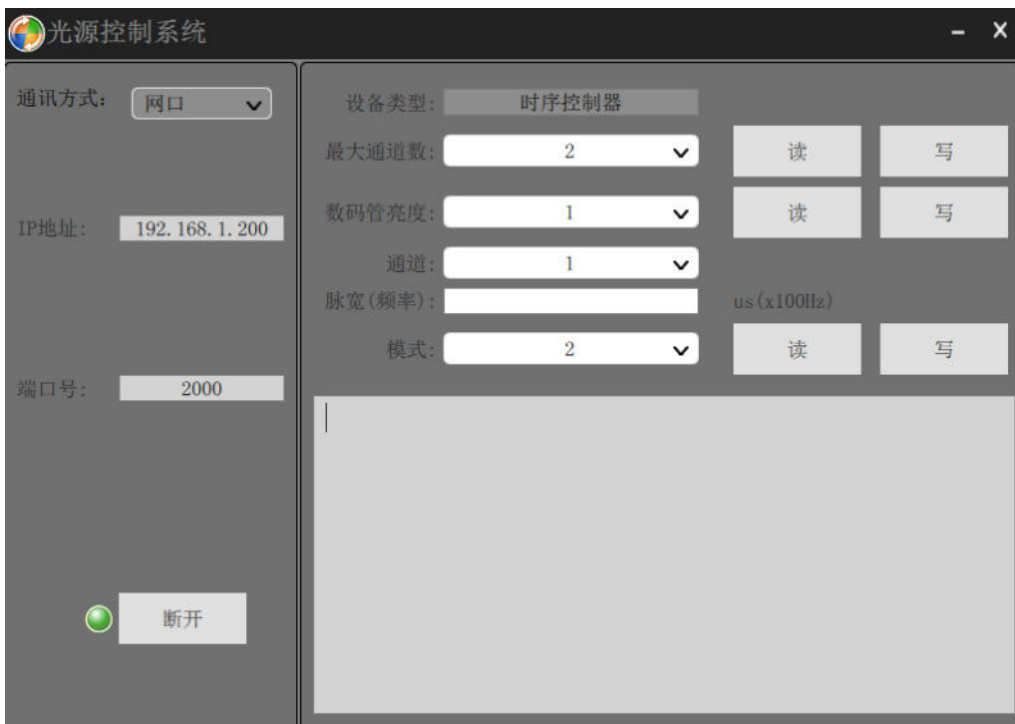 光源控制系统
通讯方式: 网口
IP地址: 192.168.1.200
端口号: 2000
断开
设备类型: 时序控制器
最大通道数: 2 读 写
数码管亮度: 1 读 写
通道: 1
脉宽(频率): us(x100Hz)
模式: 2 读 写